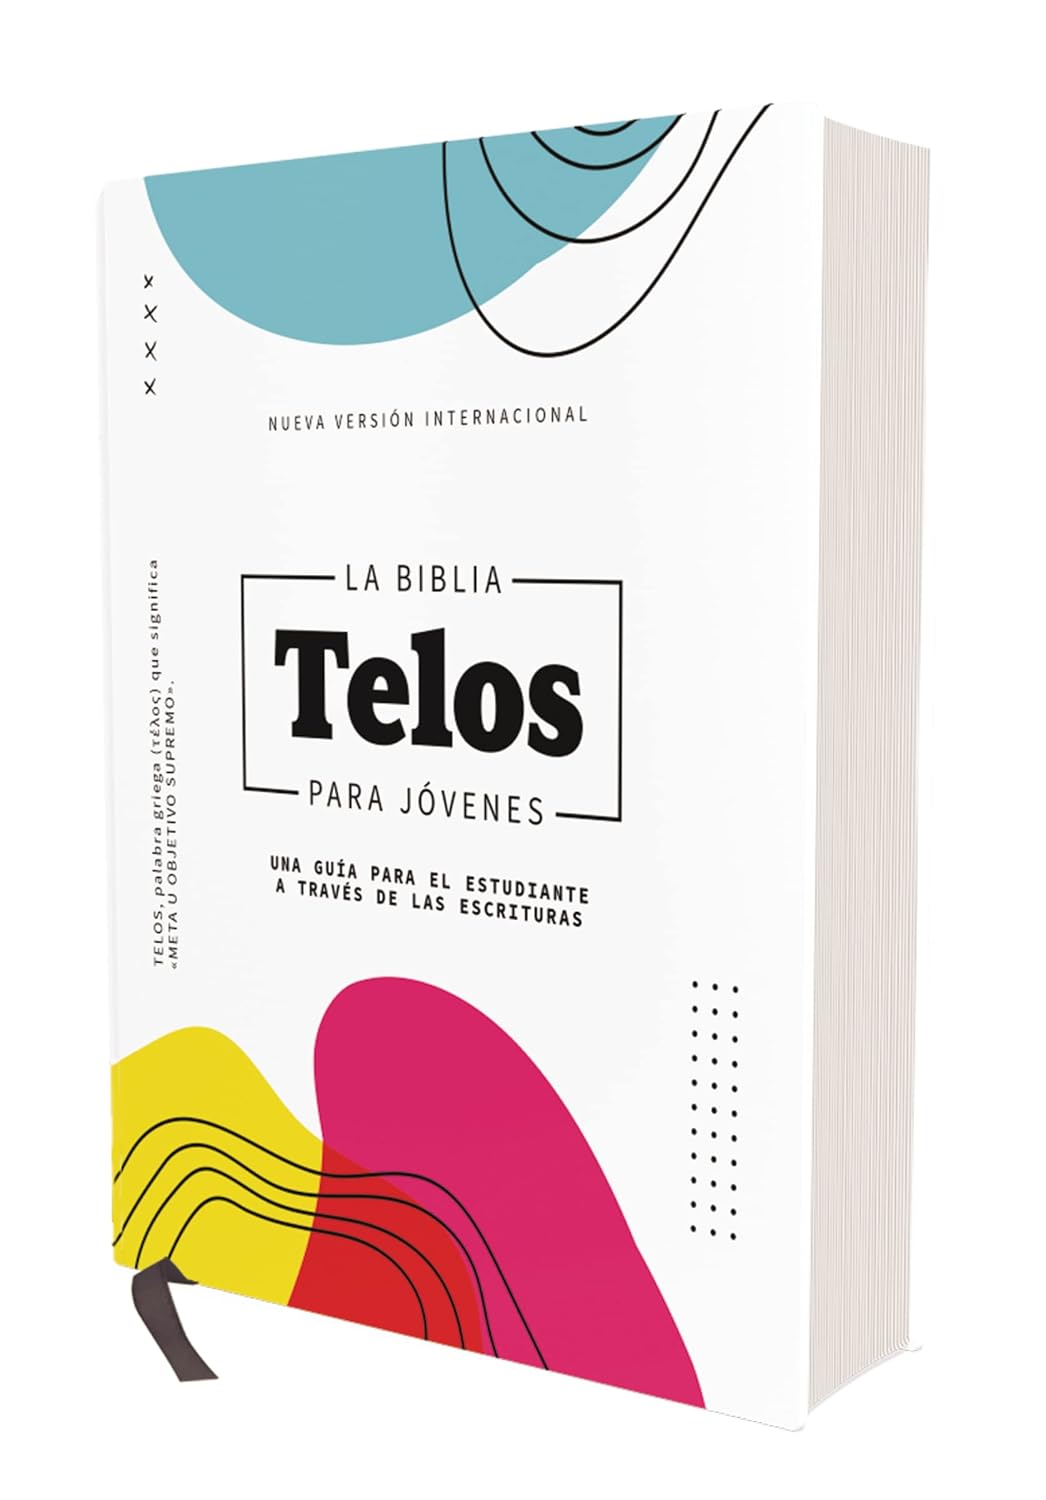 NUEVA VERSIÓN INTERNACIONAL
LA BIBLIA
Telos
PARA JÓVENES
UNA GUÍA PARA EL ESTUDIANTE
A TRAVÉS DE LAS ESCRITURAS
TELOS, palabra griega (τέλος) que significa
«META U OBJETIVO SUPREMO».